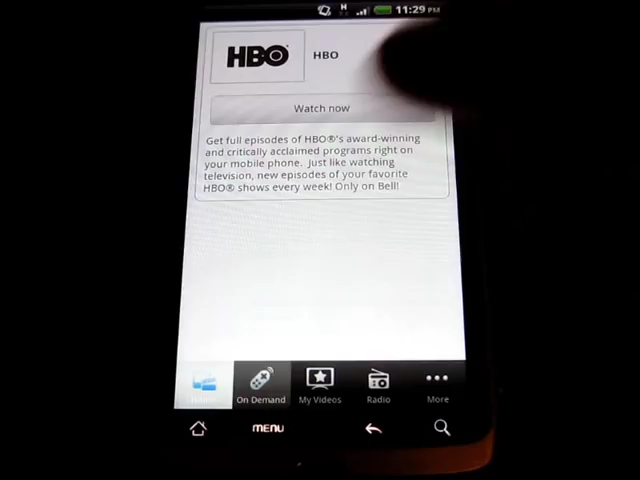 H
11:29 PM
HBO
HBO
Watch now
Get full episodes of HBO®'s award-winning
and critically acclaimed programs right on
your mobile phone. Just like watching
television, new episodes of your favorite
HBO® shows every week! Only on Bell!
On Demand
My Videos
Radio
More
MENU